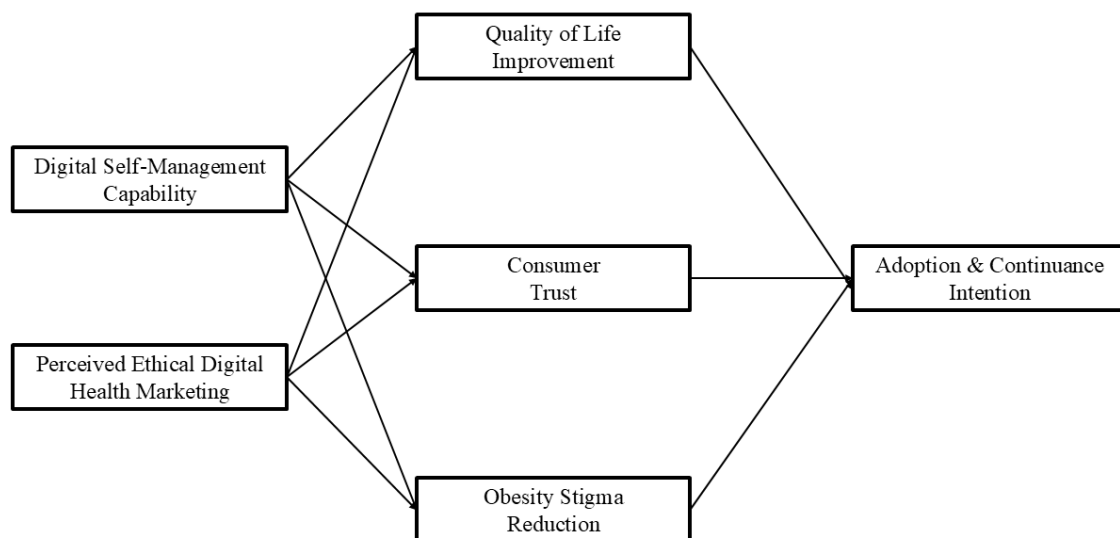 Quality of Life
Improvement
Digital Self-Management
Capability
Consumer
Trust
Adoption & Continuance
Intention
Perceived Ethical Digital
Health Marketing
Obesity Stigma
Reduction